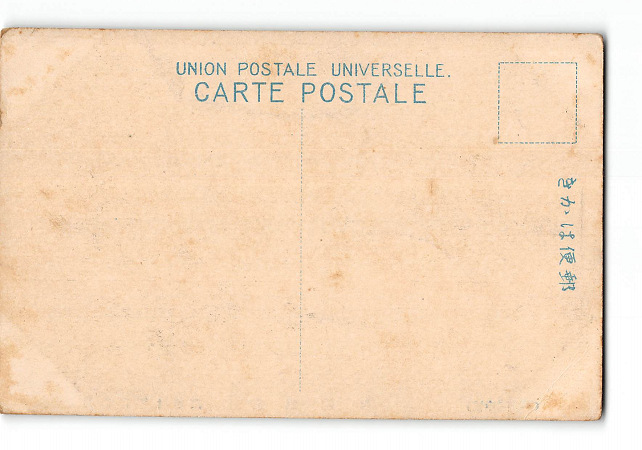 UNION POSTALE UNIVERSELLE.
CARTE POSTALE
きかは便郵